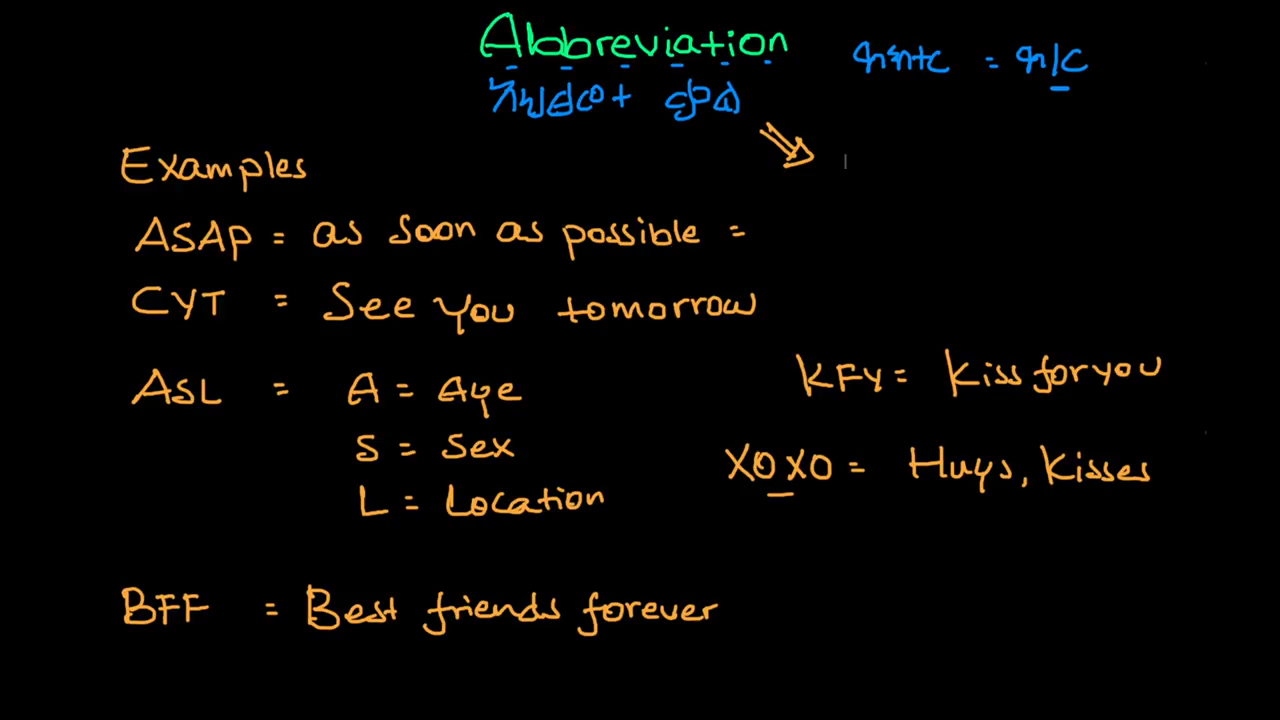 Abbreviation
Examples
ASAP = as soon as possible =
CYT = See You tomorrow
ASL = A = Age
S = Sex
L = Location
KFY = Kiss for you
XOXO = Hugs, Kisses
BFF = Best friends forever